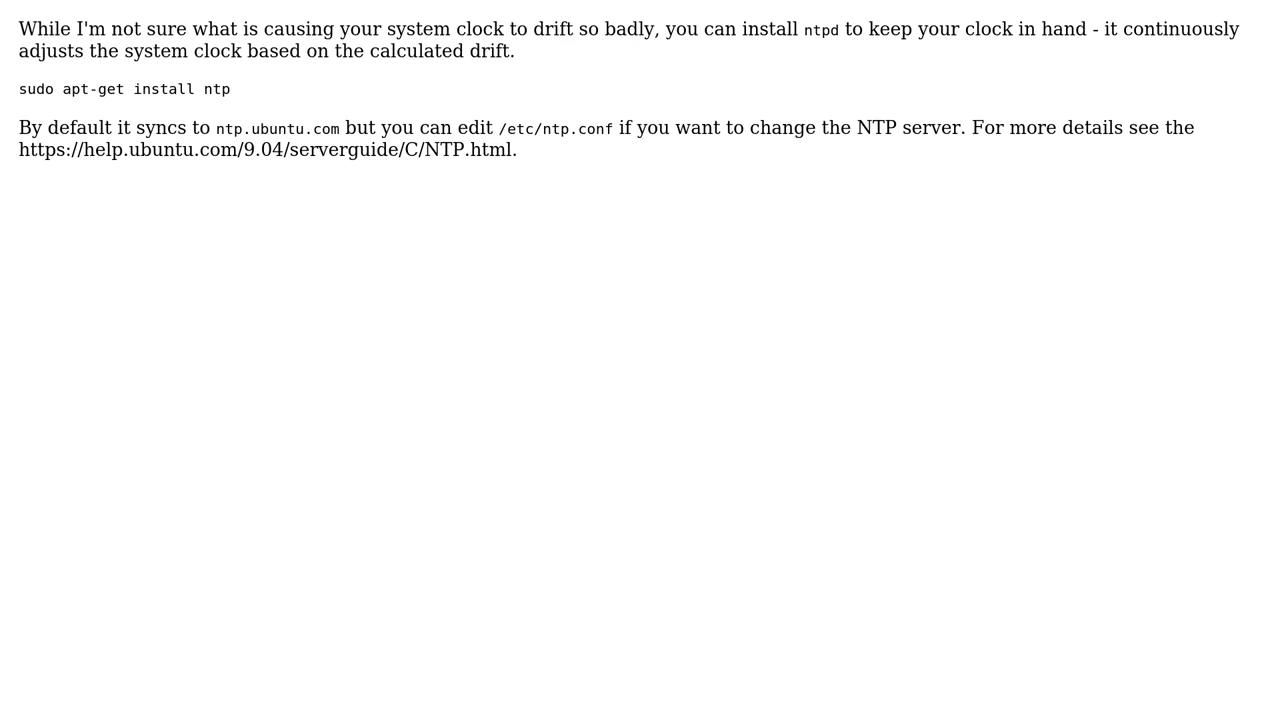 While I'm not sure what is causing your system clock to drift so badly, you can install ntpd to keep your clock in hand - it continuously
adjusts the system clock based on the calculated drift.
sudo apt-get install ntp
By default it syncs to ntp.ubuntu.com but you can edit /etc/ntp.conf if you want to change the NTP server. For more details see the
https://help.ubuntu.com/9.04/serverguide/C/NTP.html.